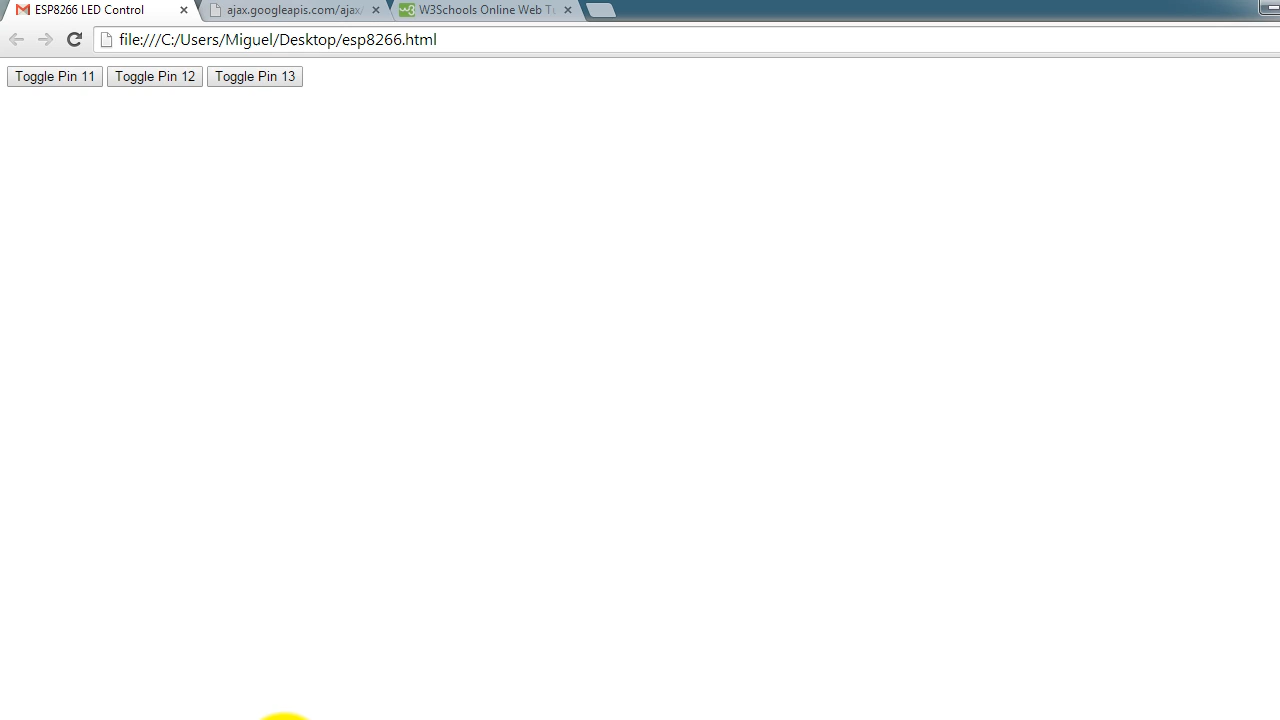 ESP8266 LED Control ajax.googleapis.com/ajax/ W3Schools Online Web Tu
file:///C:/Users/Miguel/Desktop/esp8266.html
Toggle Pin 11 Toggle Pin 12 Toggle Pin 13